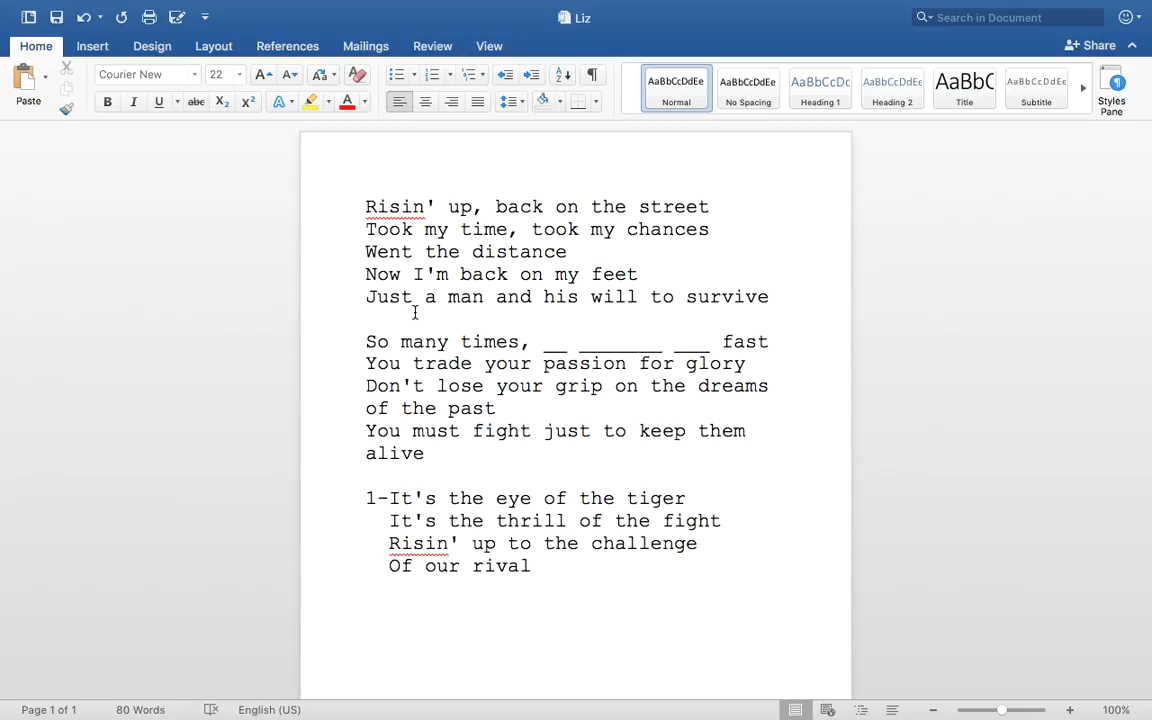 Liz
Search in Document
Home Insert Design Layout References Mailings Review View Share
Paste
Courier New 22
AaBbCcDdEe AaBbCcDdEe AaBbCcDc AaBbCcDdEe AaBbC AaBbCcDdEe
Normal No Spacing Heading 1 Heading 2 Title Subtitle
Styles
Pane
Risin' up, back on the street
Took my time, took my chances
Went the distance
Now I'm back on my feet
Just a man and his will to survive
So many times, __ _______ ___ fast
You trade your passion for glory
Don't lose your grip on the dreams
of the past
You must fight just to keep them
alive
1-It's the eye of the tiger
It's the thrill of the fight
Risin' up to the challenge
Of our rival
Page 1 of 1 80 Words English (US) 100%